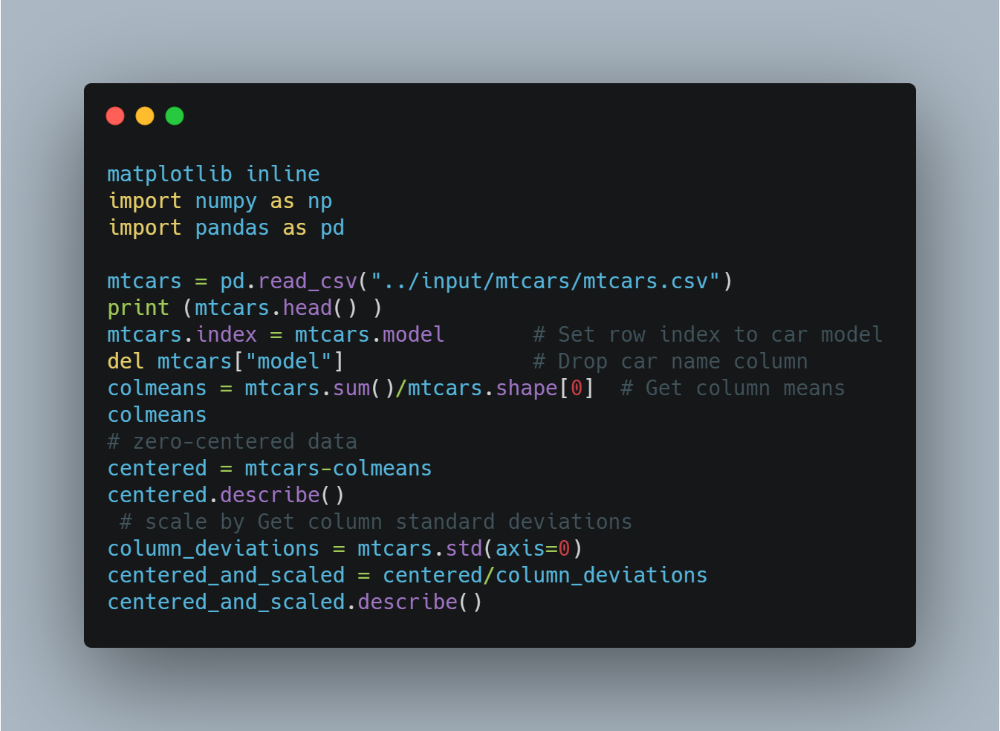 matplotlib inline
import numpy as np
import pandas as pd
mtcars = pd.read_csv("../input/mtcars/mtcars.csv")
print (mtcars.head() )
mtcars.index = mtcars.model       # Set row index to car model
del mtcars["model"]               # Drop car name column
colmeans = mtcars.sum()/mtcars.shape[0]  # Get column means
colmeans
# zero-centered data
centered = mtcars-colmeans
centered.describe()
 # scale by Get column standard deviations
column_deviations = mtcars.std(axis=0)
centered_and_scaled = centered/column_deviations
centered_and_scaled.describe()